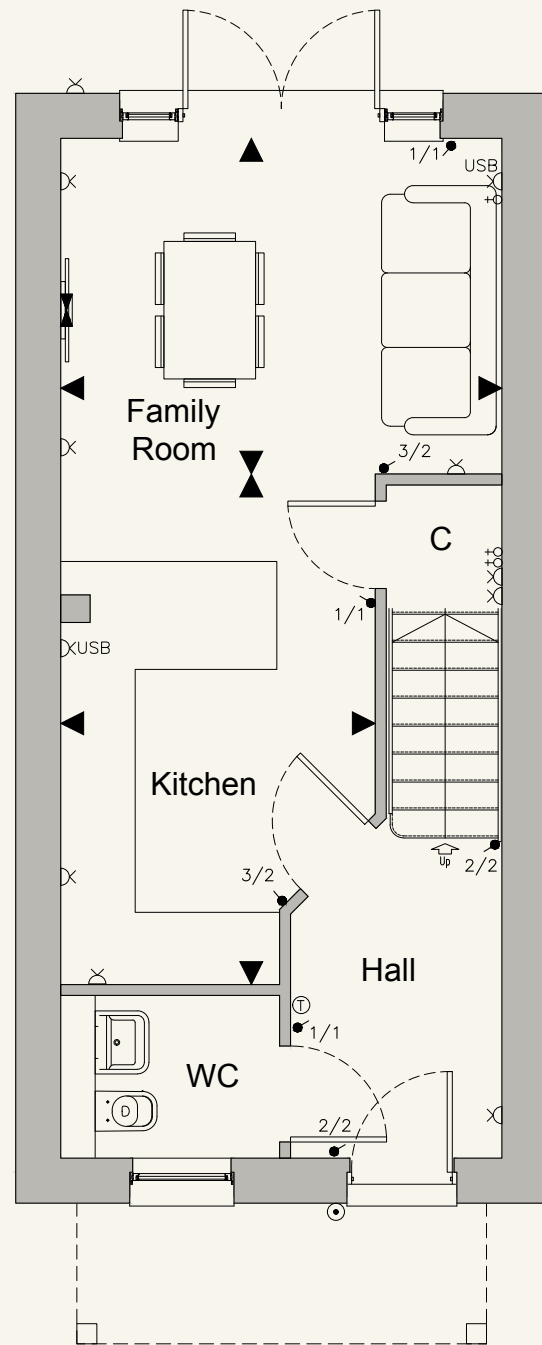 1/1
USB
Family
Room
3/2
C
1/1
USB
Kitchen
Up
2/2
3/2
Hall
T
1/1
WC
D
2/2